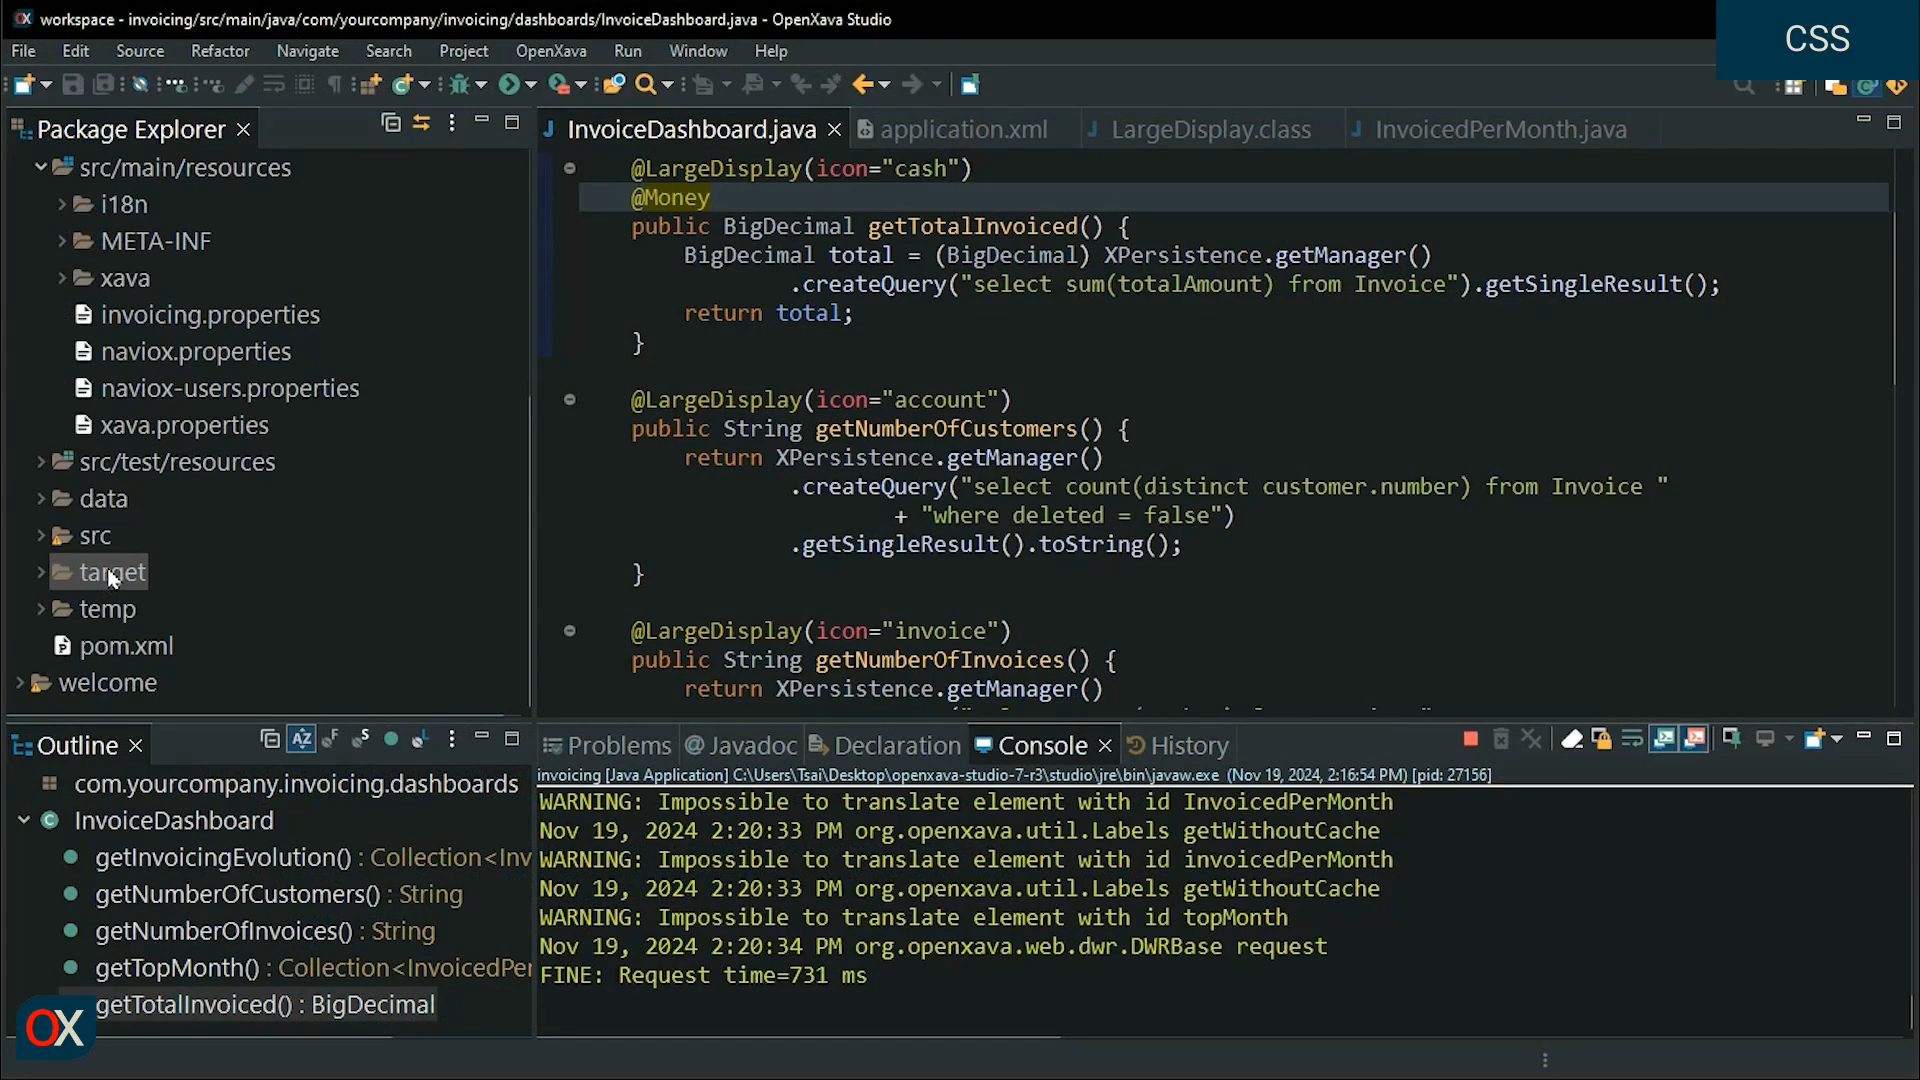 workspace - invoicing/src/main/java/com/yourcompany/invoicing/dashboards/InvoiceDashboard.java - OpenXava Studio
CSS
File Edit Source Refactor Navigate Search Project OpenXava Run Window Help
Package Explorer
src/main/resources
i18n
META-INF
xava
invoicing.properties
naviox.properties
naviox-users.properties
xava.properties
src/test/resources
data
src
target
temp
pom.xml
welcome
InvoiceDashboard.java application.xml LargeDisplay.class InvoicedPerMonth.java
@LargeDisplay(icon="cash")
@Money
public BigDecimal getTotalInvoiced() {
BigDecimal total = (BigDecimal) XPersistence.getManager()
.createQuery("select sum(totalAmount) from Invoice").getSingleResult();
return total;
}
@LargeDisplay(icon="account")
public String getNumberOfCustomers() {
return XPersistence.getManager()
.createQuery("select count(distinct customer.number) from Invoice "
+ "where deleted = false")
.getSingleResult().toString();
}
@LargeDisplay(icon="invoice")
public String getNumberOfInvoices() {
return XPersistence.getManager()
Outline
com.yourcompany.invoicing.dashboards
InvoiceDashboard
getInvoicingEvolution() : Collection<Inv
getNumberOfCustomers() : String
getNumberOfInvoices() : String
getTopMonth() : Collection<InvoicedPer
getTotalInvoiced() : BigDecimal
OX
Problems @ Javadoc Declaration Console History
invoicing [Java Application] C:\Users\Tsai\Desktop\openxava-studio-7-r3\studio\jre\bin\javaw.exe (Nov 19, 2024, 2:16:54 PM) [pid: 27156]
WARNING: Impossible to translate element with id InvoicedPerMonth
Nov 19, 2024 2:20:33 PM org.openxava.util.Labels getWithoutCache
WARNING: Impossible to translate element with id invoicedPerMonth
Nov 19, 2024 2:20:33 PM org.openxava.util.Labels getWithoutCache
WARNING: Impossible to translate element with id topMonth
Nov 19, 2024 2:20:34 PM org.openxava.web.dwr.DWRBase request
FINE: Request time=731 ms